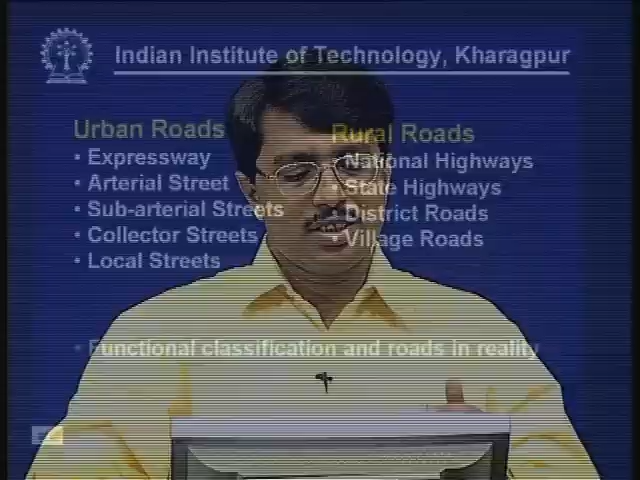 Indian Institute of Technology, Kharagpur
Urban Roads
• Expressway
• Arterial Street
• Sub-arterial Streets
• Collector Streets
• Local Streets
Rural Roads
• National Highways
• State Highways
• District Roads
• Village Roads
• Functional classification and roads in reality